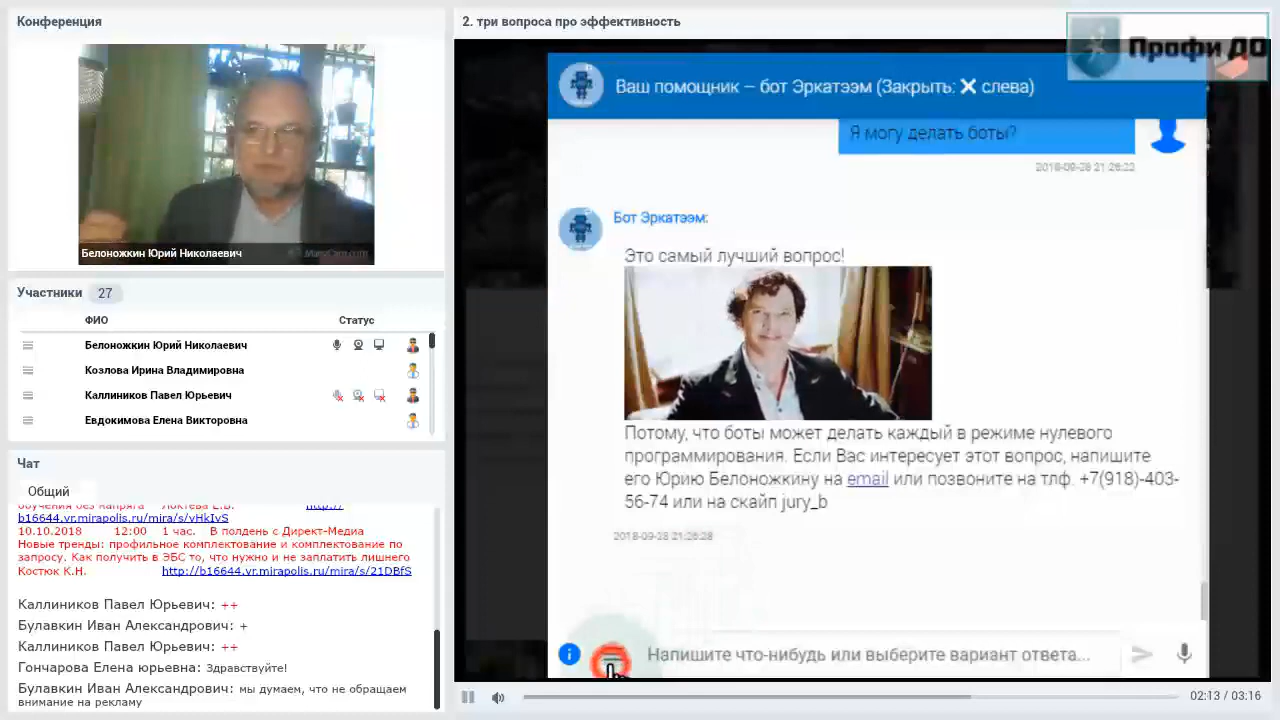 Конференция
Белоножкин Юрий Николаевич
ManyCam.com
Участники 27
ФИО Статус
Белоножкин Юрий Николаевич
Козлова Ирина Владимировна
Каллиников Павел Юрьевич
Евдокимова Елена Викторовна
Чат
Общий
обучения без напряга Локтева Е.В. http://
b16644.vr.mirapolis.ru/mira/s/vHkIvS
10.10.2018 12:00 1 час. В полдень с Директ-Медиа
Новые тренды: профильное комплектование и комплектование по
запросу. Как получить в ЭБС то, что нужно и не заплатить лишнего
Костюк К.Н. http://b16644.vr.mirapolis.ru/mira/s/21DBfS
Каллиников Павел Юрьевич: ++
Булавкин Иван Александрович: +
Каллиников Павел Юрьевич: ++
Гончарова Елена юрьевна: Здравствуйте!
Булавкин Иван Александрович: мы думаем, что не обращаем
внимание на рекламу
2. три вопроса про эффективность
Профи ДО
Ваш помощник – бот Эркатээм (Закрыть: ✕ слева)
Я могу делать боты?
2018-09-28 21:26:22
Бот Эркатээм:
Это самый лучший вопрос!
Потому, что боты может делать каждый в режиме нулевого
программирования. Если Вас интересует этот вопрос, напишите
его Юрию Белоножкину на email или позвоните на тлф. +7(918)-403-
56-74 или на скайп jury_b
2018-09-28 21:26:28
Напишите что-нибудь или выберите вариант ответа...
02:13 / 03:16